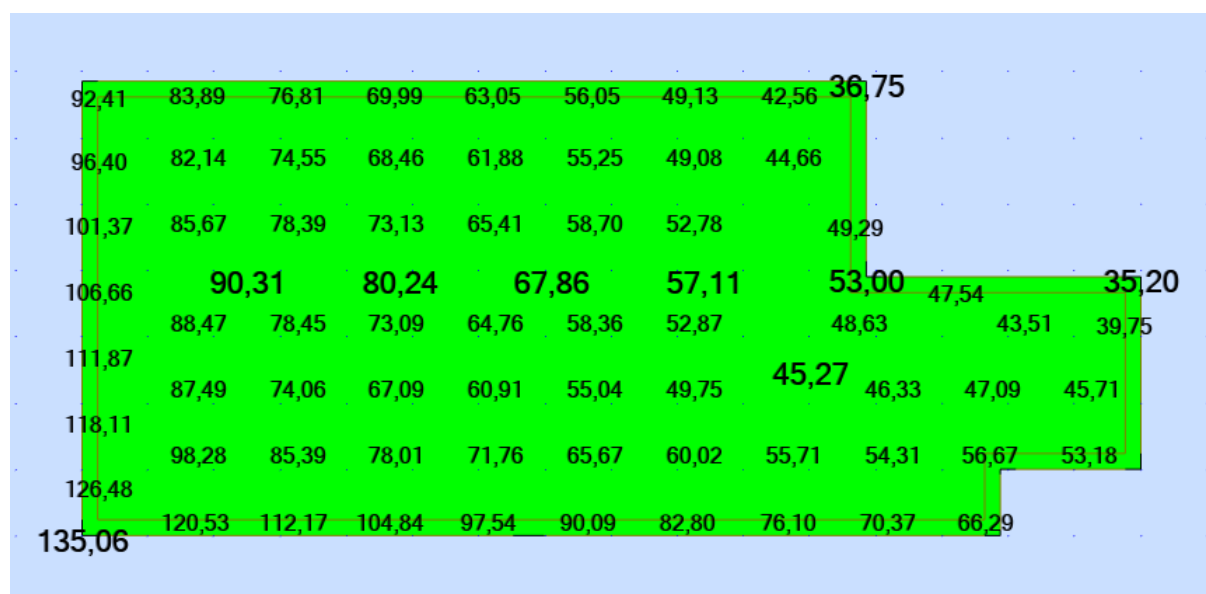 92,41 83,89 76,81 69,99 63,05 56,05 49,13 42,56 36,75
96,40 82,14 74,55 68,46 61,88 55,25 49,08 44,66
101,37 85,67 78,39 73,13 65,41 58,70 52,78 49,29
106,66 90,31 80,24 67,86 57,11 53,00 47,54 35,20
88,47 78,45 73,09 64,76 58,36 52,87 48,63 43,51 39,75
111,87
87,49 74,06 67,09 60,91 55,04 49,75 45,27 46,33 47,09 45,71
118,11
98,28 85,39 78,01 71,76 65,67 60,02 55,71 54,31 56,67 53,18
126,48
120,53 112,17 104,84 97,54 90,09 82,80 76,10 70,37 66,29
135,06